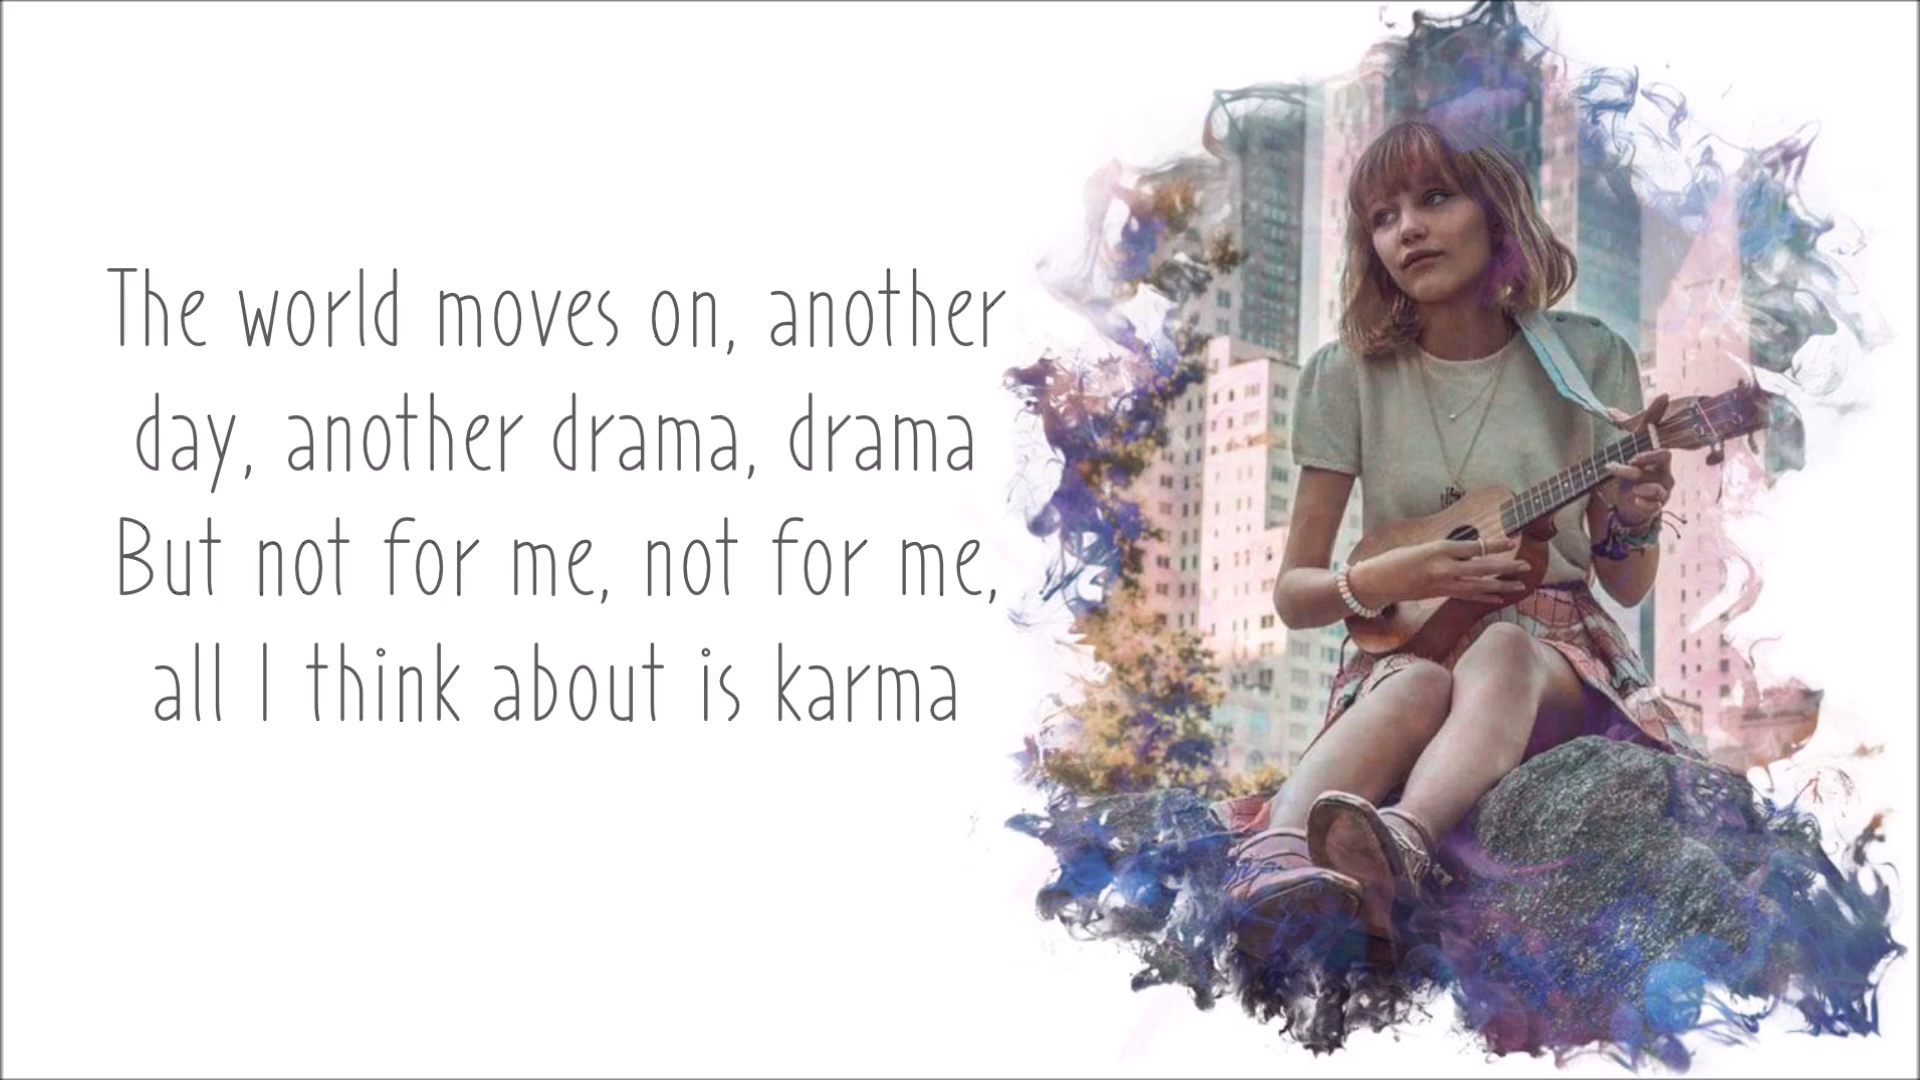 The world moves on, another
day, another drama, drama
But not for me, not for me,
all I think about is karma